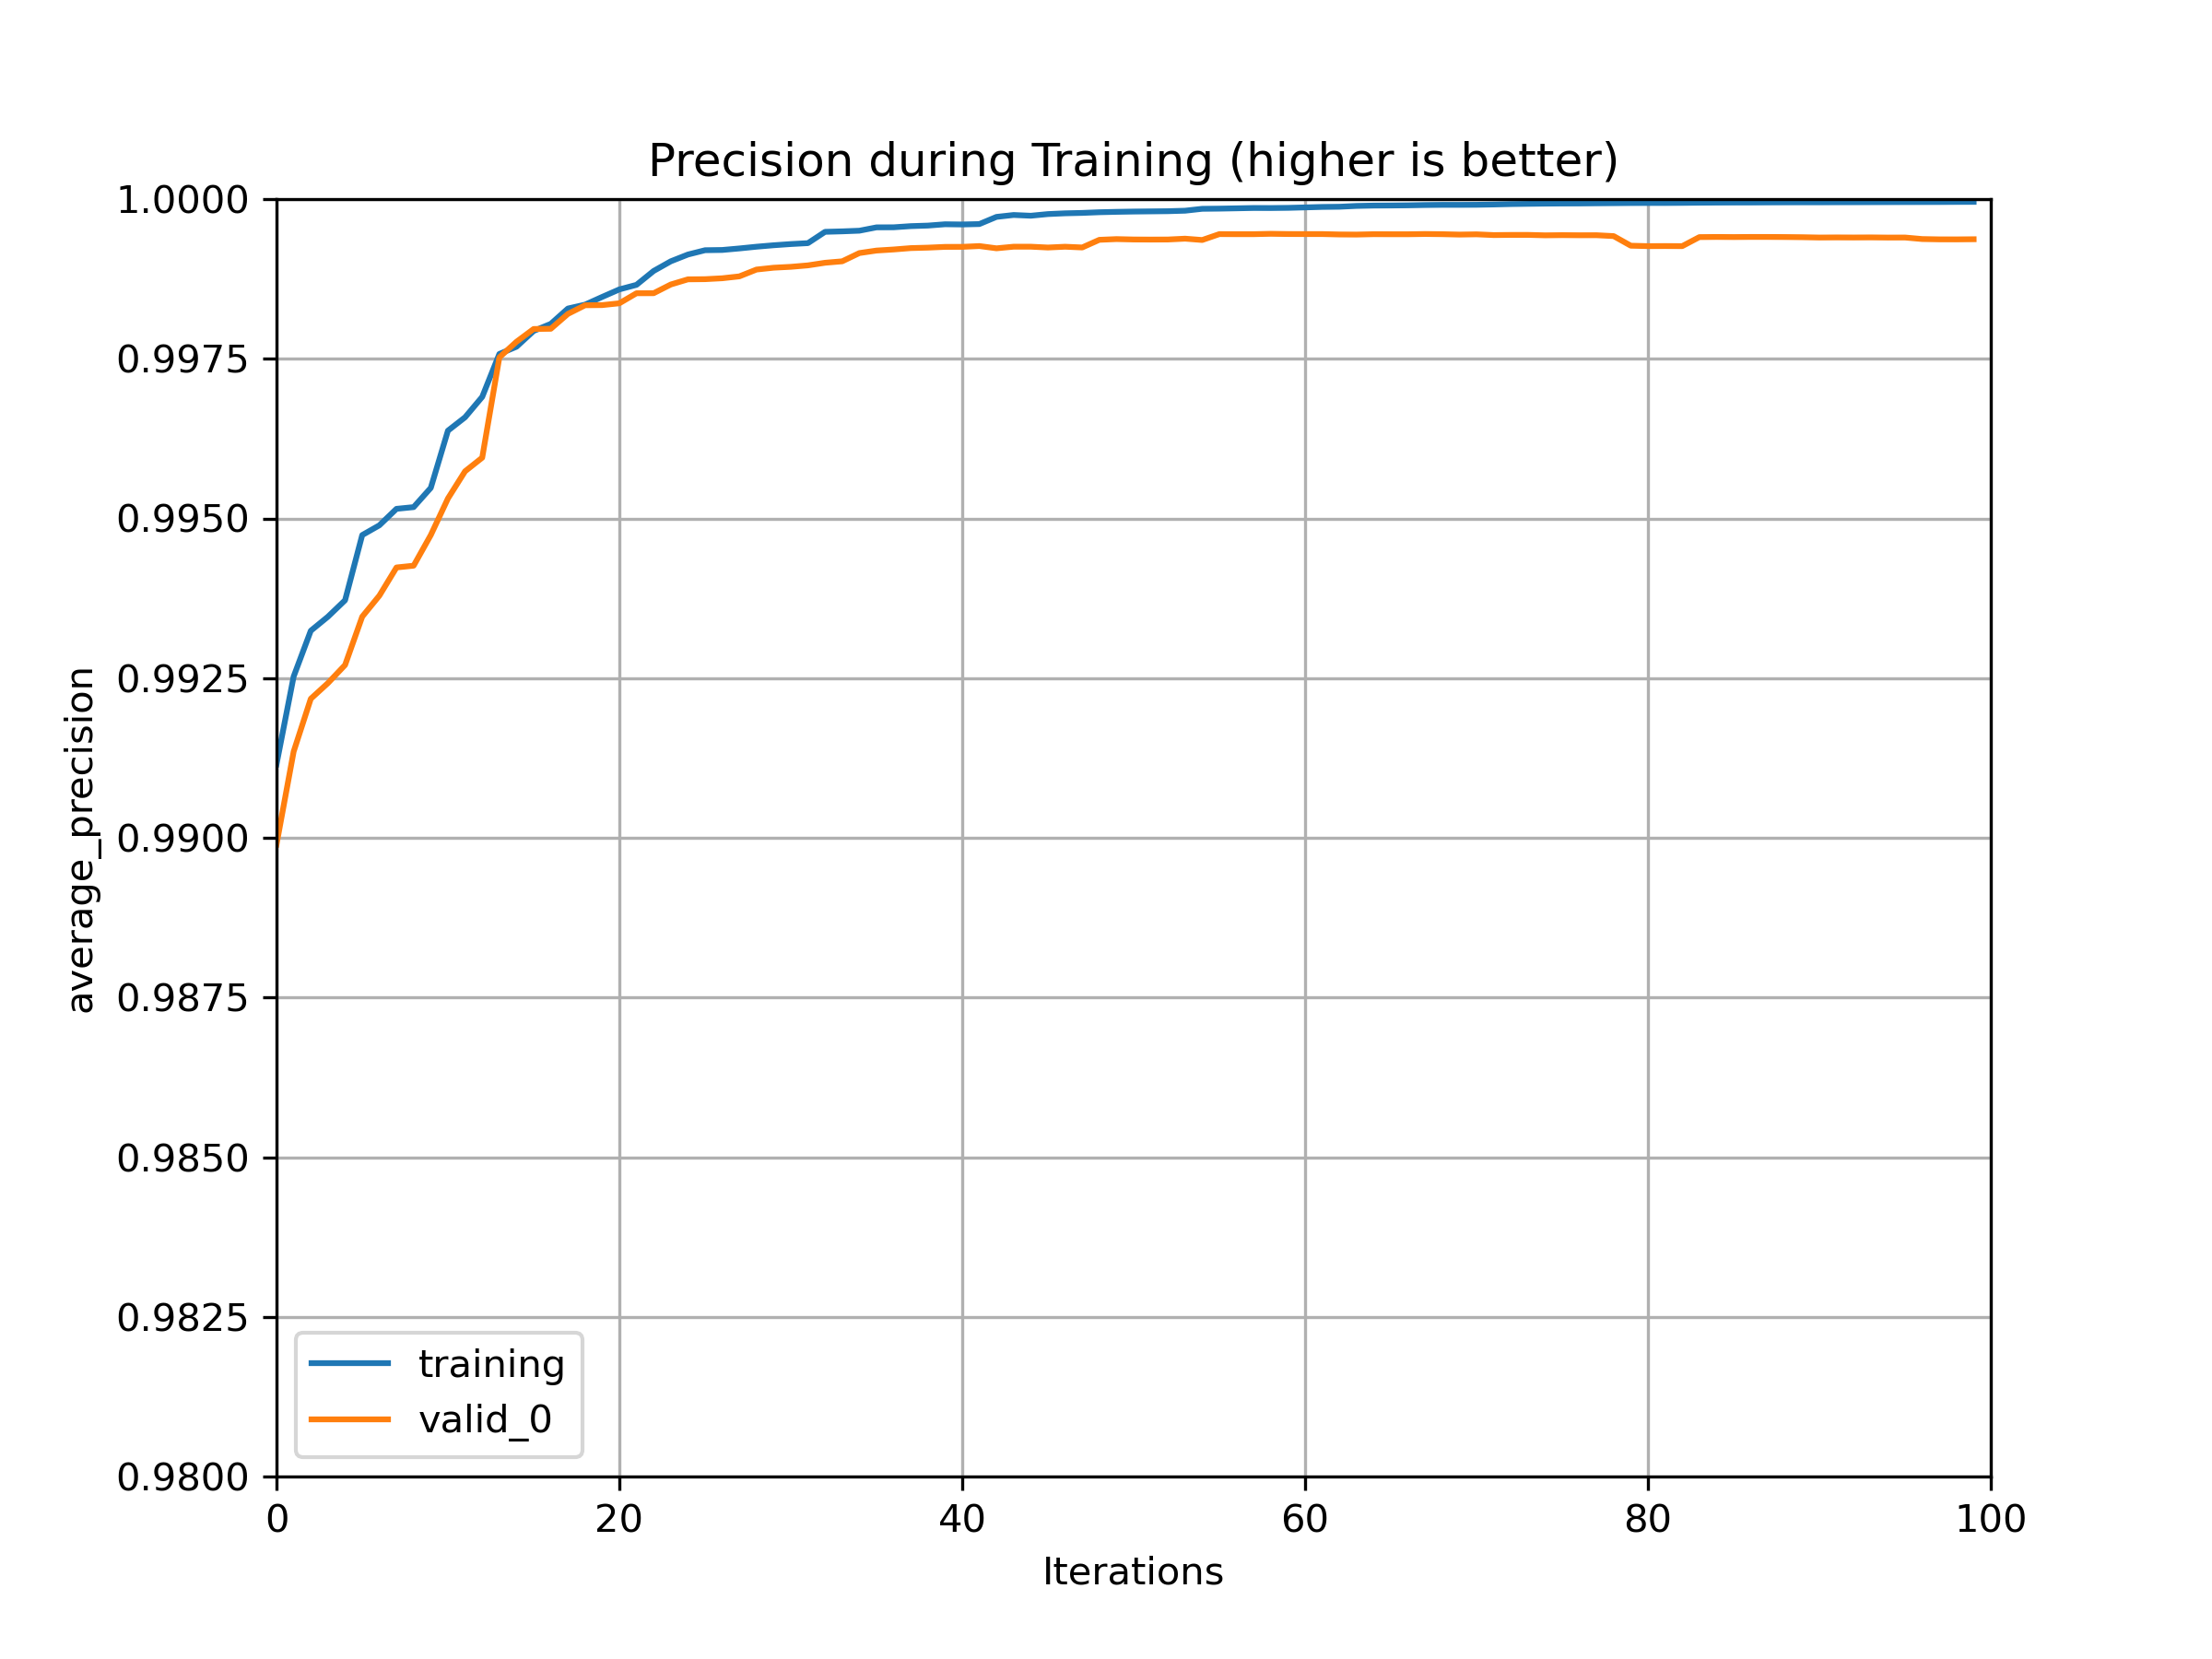 Precision during Training (higher is better)
1.0000
0.9975
0.9950
0.9925
0.9900
0.9875
0.9850
0.9825
0.9800
average_precision
training
valid_0
0 20 40 60 80 100
Iterations